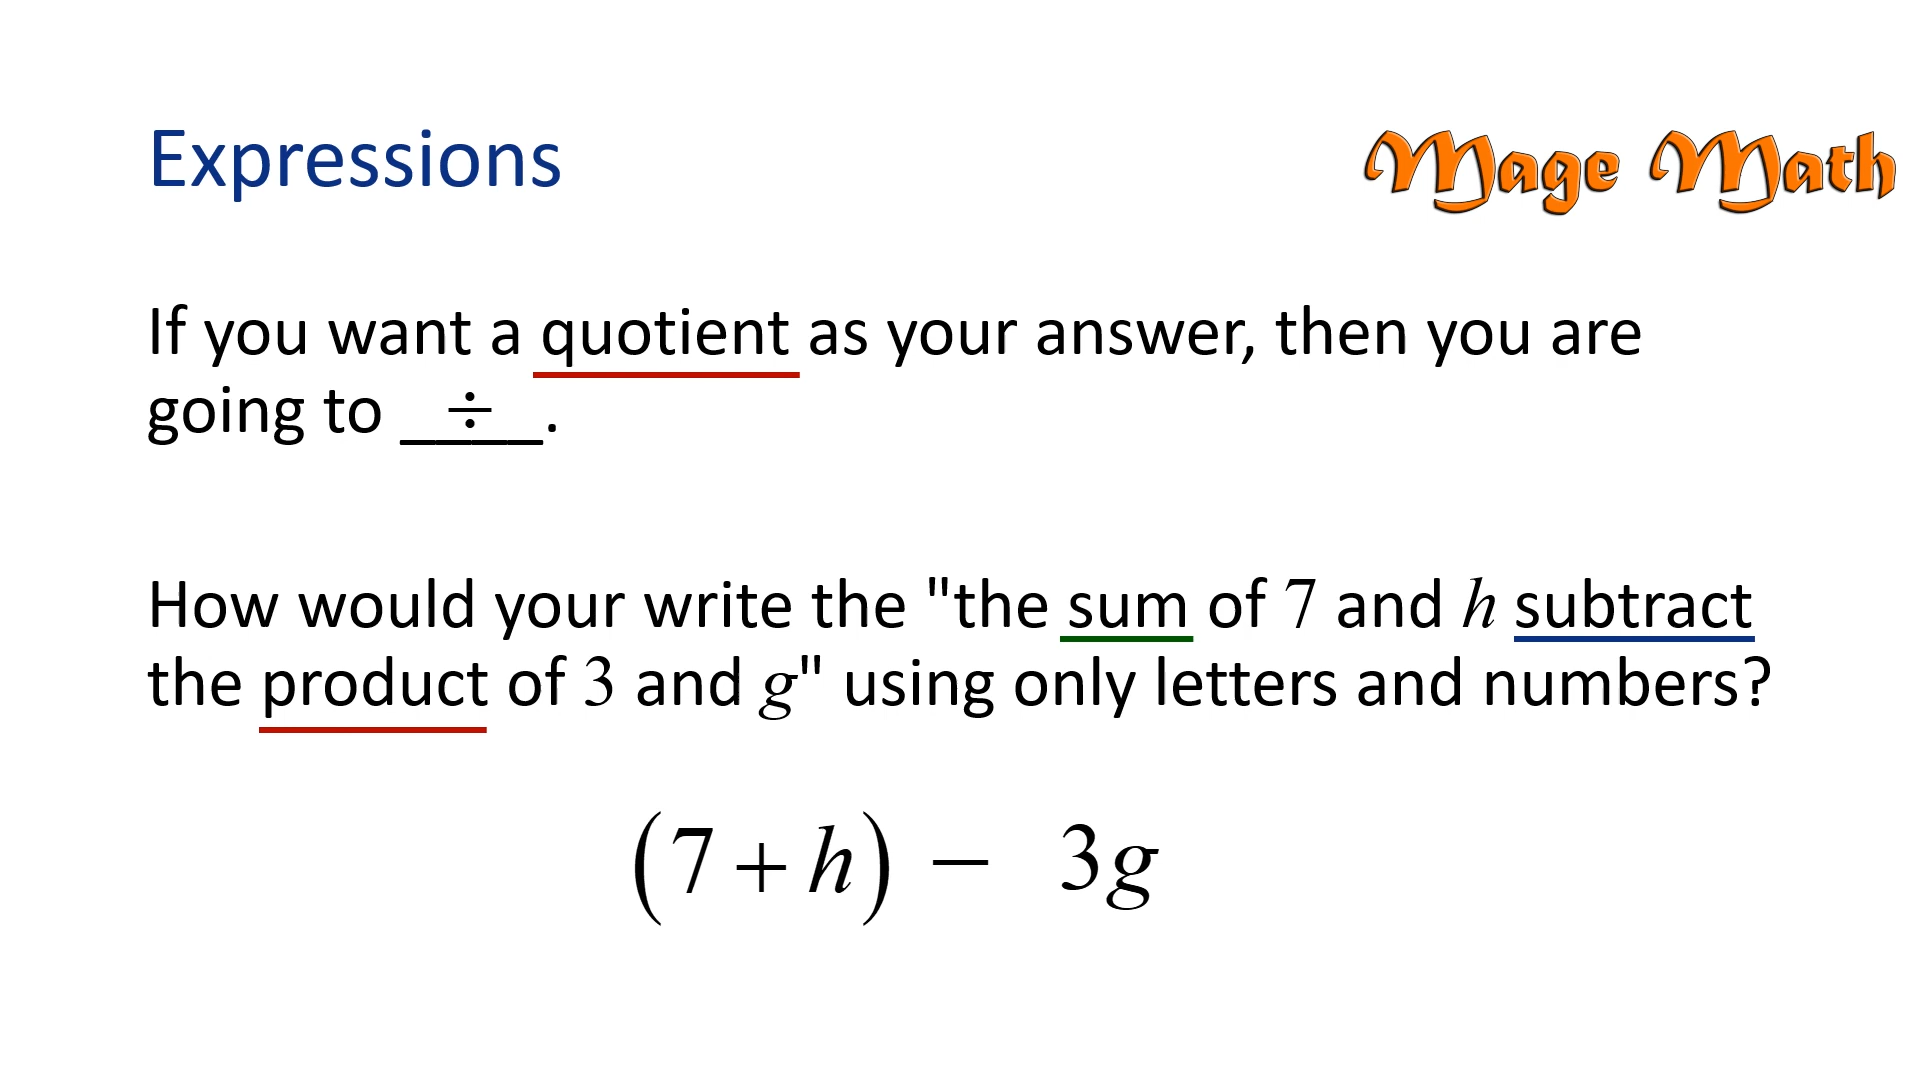 Expressions
Mage Math
If you want a quotient as your answer, then you are
going to __÷__.
How would your write the "the sum of 7 and h subtract
the product of 3 and g" using only letters and numbers?
(7 + h) − 3g